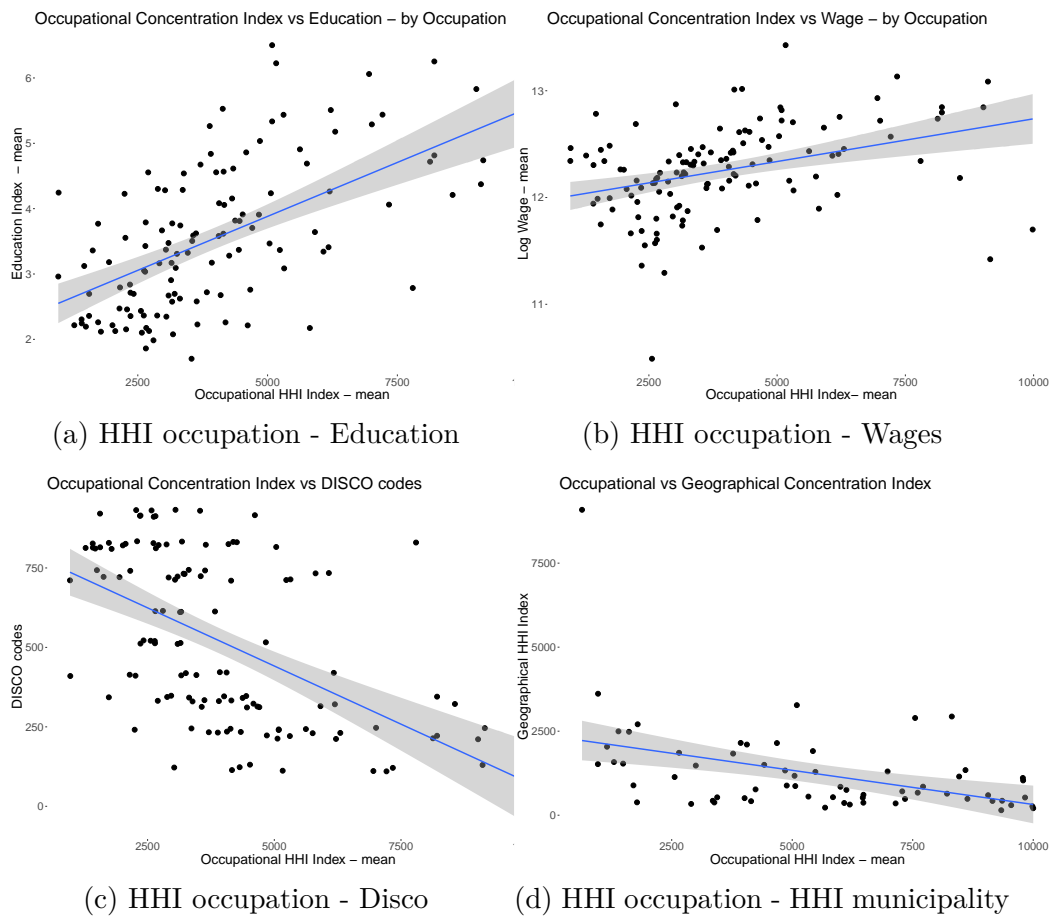 Occupational Concentration Index vs Education – by Occupation
Education Index – mean
6
5
4
3
2
2500 5000 7500
Occupational HHI Index – mean
(a) HHI occupation - Education
Occupational Concentration Index vs Wage – by Occupation
Log Wage – mean
13
12
11
2500 5000 7500 10000
Occupational HHI Index– mean
(b) HHI occupation - Wages
Occupational Concentration Index vs DISCO codes
DISCO codes
750
500
250
0
2500 5000 7500
Occupational HHI Index – mean
(c) HHI occupation - Disco
Occupational vs Geographical Concentration Index
Geographical HHI Index
7500
5000
2500
0
2500 5000 7500 10000
Occupational HHI Index – mean
(d) HHI occupation - HHI municipality